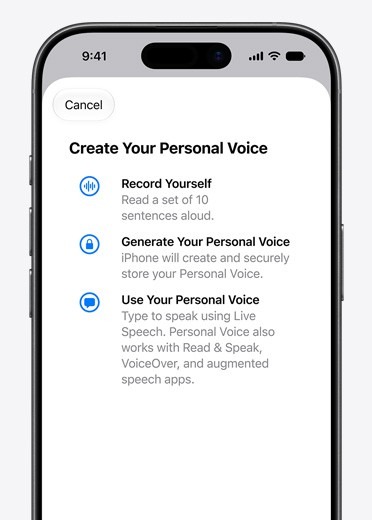 9:41
Cancel
Create Your Personal Voice
Record Yourself
Read a set of 10
sentences aloud.
Generate Your Personal Voice
iPhone will create and securely
store your Personal Voice.
Use Your Personal Voice
Type to speak using Live
Speech. Personal Voice also
works with Read & Speak,
VoiceOver, and augmented
speech apps.